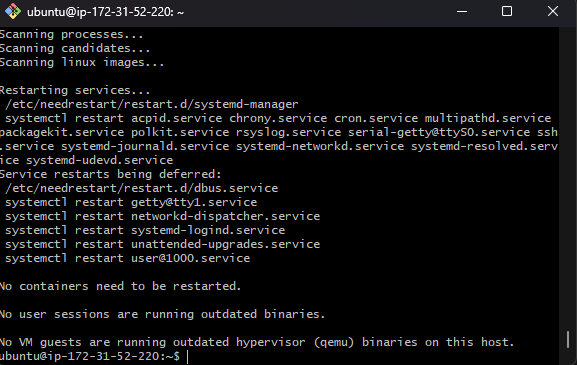 ubuntu@ip-172-31-52-220: ~
Scanning processes...
Scanning candidates...
Scanning linux images...
Restarting services...
/etc/needrestart/restart.d/systemd-manager
systemctl restart acpid.service chrony.service cron.service multipathd.service
packagekit.service polkit.service rsyslog.service serial-getty@ttyS0.service ssh
.service systemd-journald.service systemd-networkd.service systemd-resolved.serv
ice systemd-udevd.service
Service restarts being deferred:
/etc/needrestart/restart.d/dbus.service
systemctl restart getty@tty1.service
systemctl restart networkd-dispatcher.service
systemctl restart systemd-logind.service
systemctl restart unattended-upgrades.service
systemctl restart user@1000.service
No containers need to be restarted.
No user sessions are running outdated binaries.
No VM guests are running outdated hypervisor (qemu) binaries on this host.
ubuntu@ip-172-31-52-220:~$